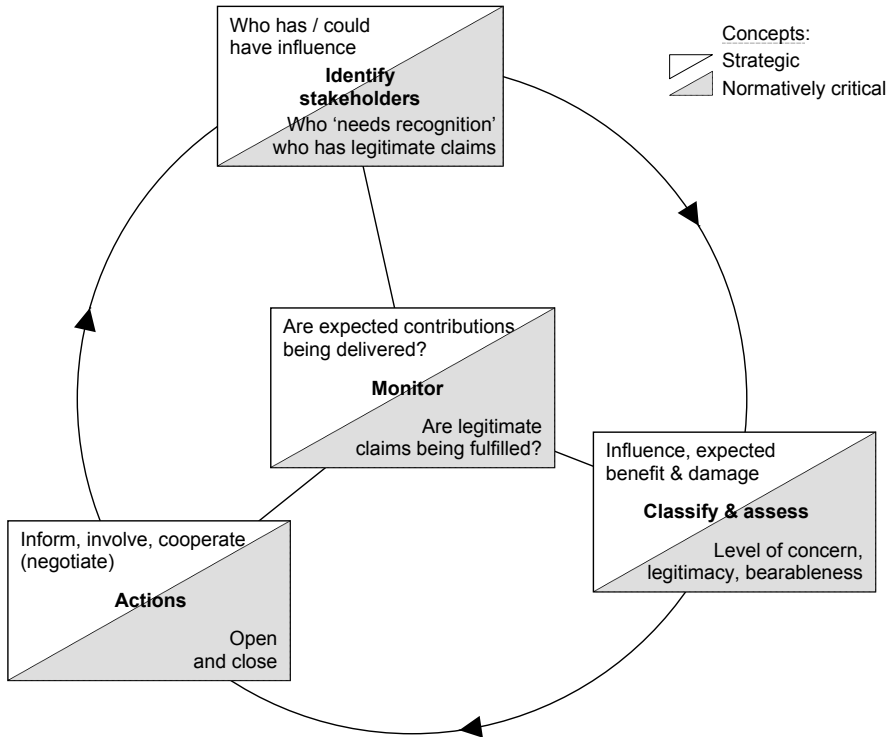 Who has / could
have influence
Identify
stakeholders
Who ‘needs recognition’
who has legitimate claims
Concepts:
Strategic
Normatively critical
Are expected contributions
being delivered?
Monitor
Are legitimate
claims being fulfilled?
Influence, expected
benefit & damage
Classify & assess
Level of concern,
legitimacy, bearableness
Inform, involve, cooperate
(negotiate)
Actions
Open
and close